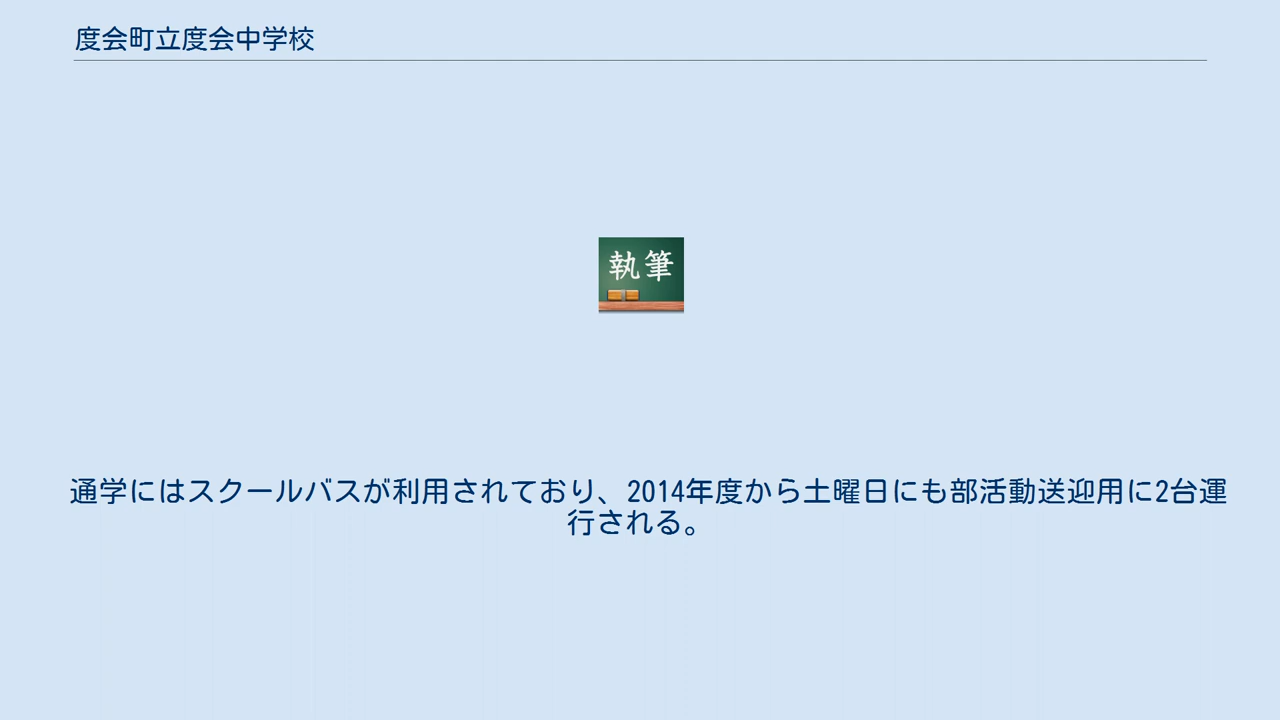 度会町立度会中学校
執筆
通学にはスクールバスが利用されており、2014年度から土曜日にも部活動送迎用に2台運
行される。